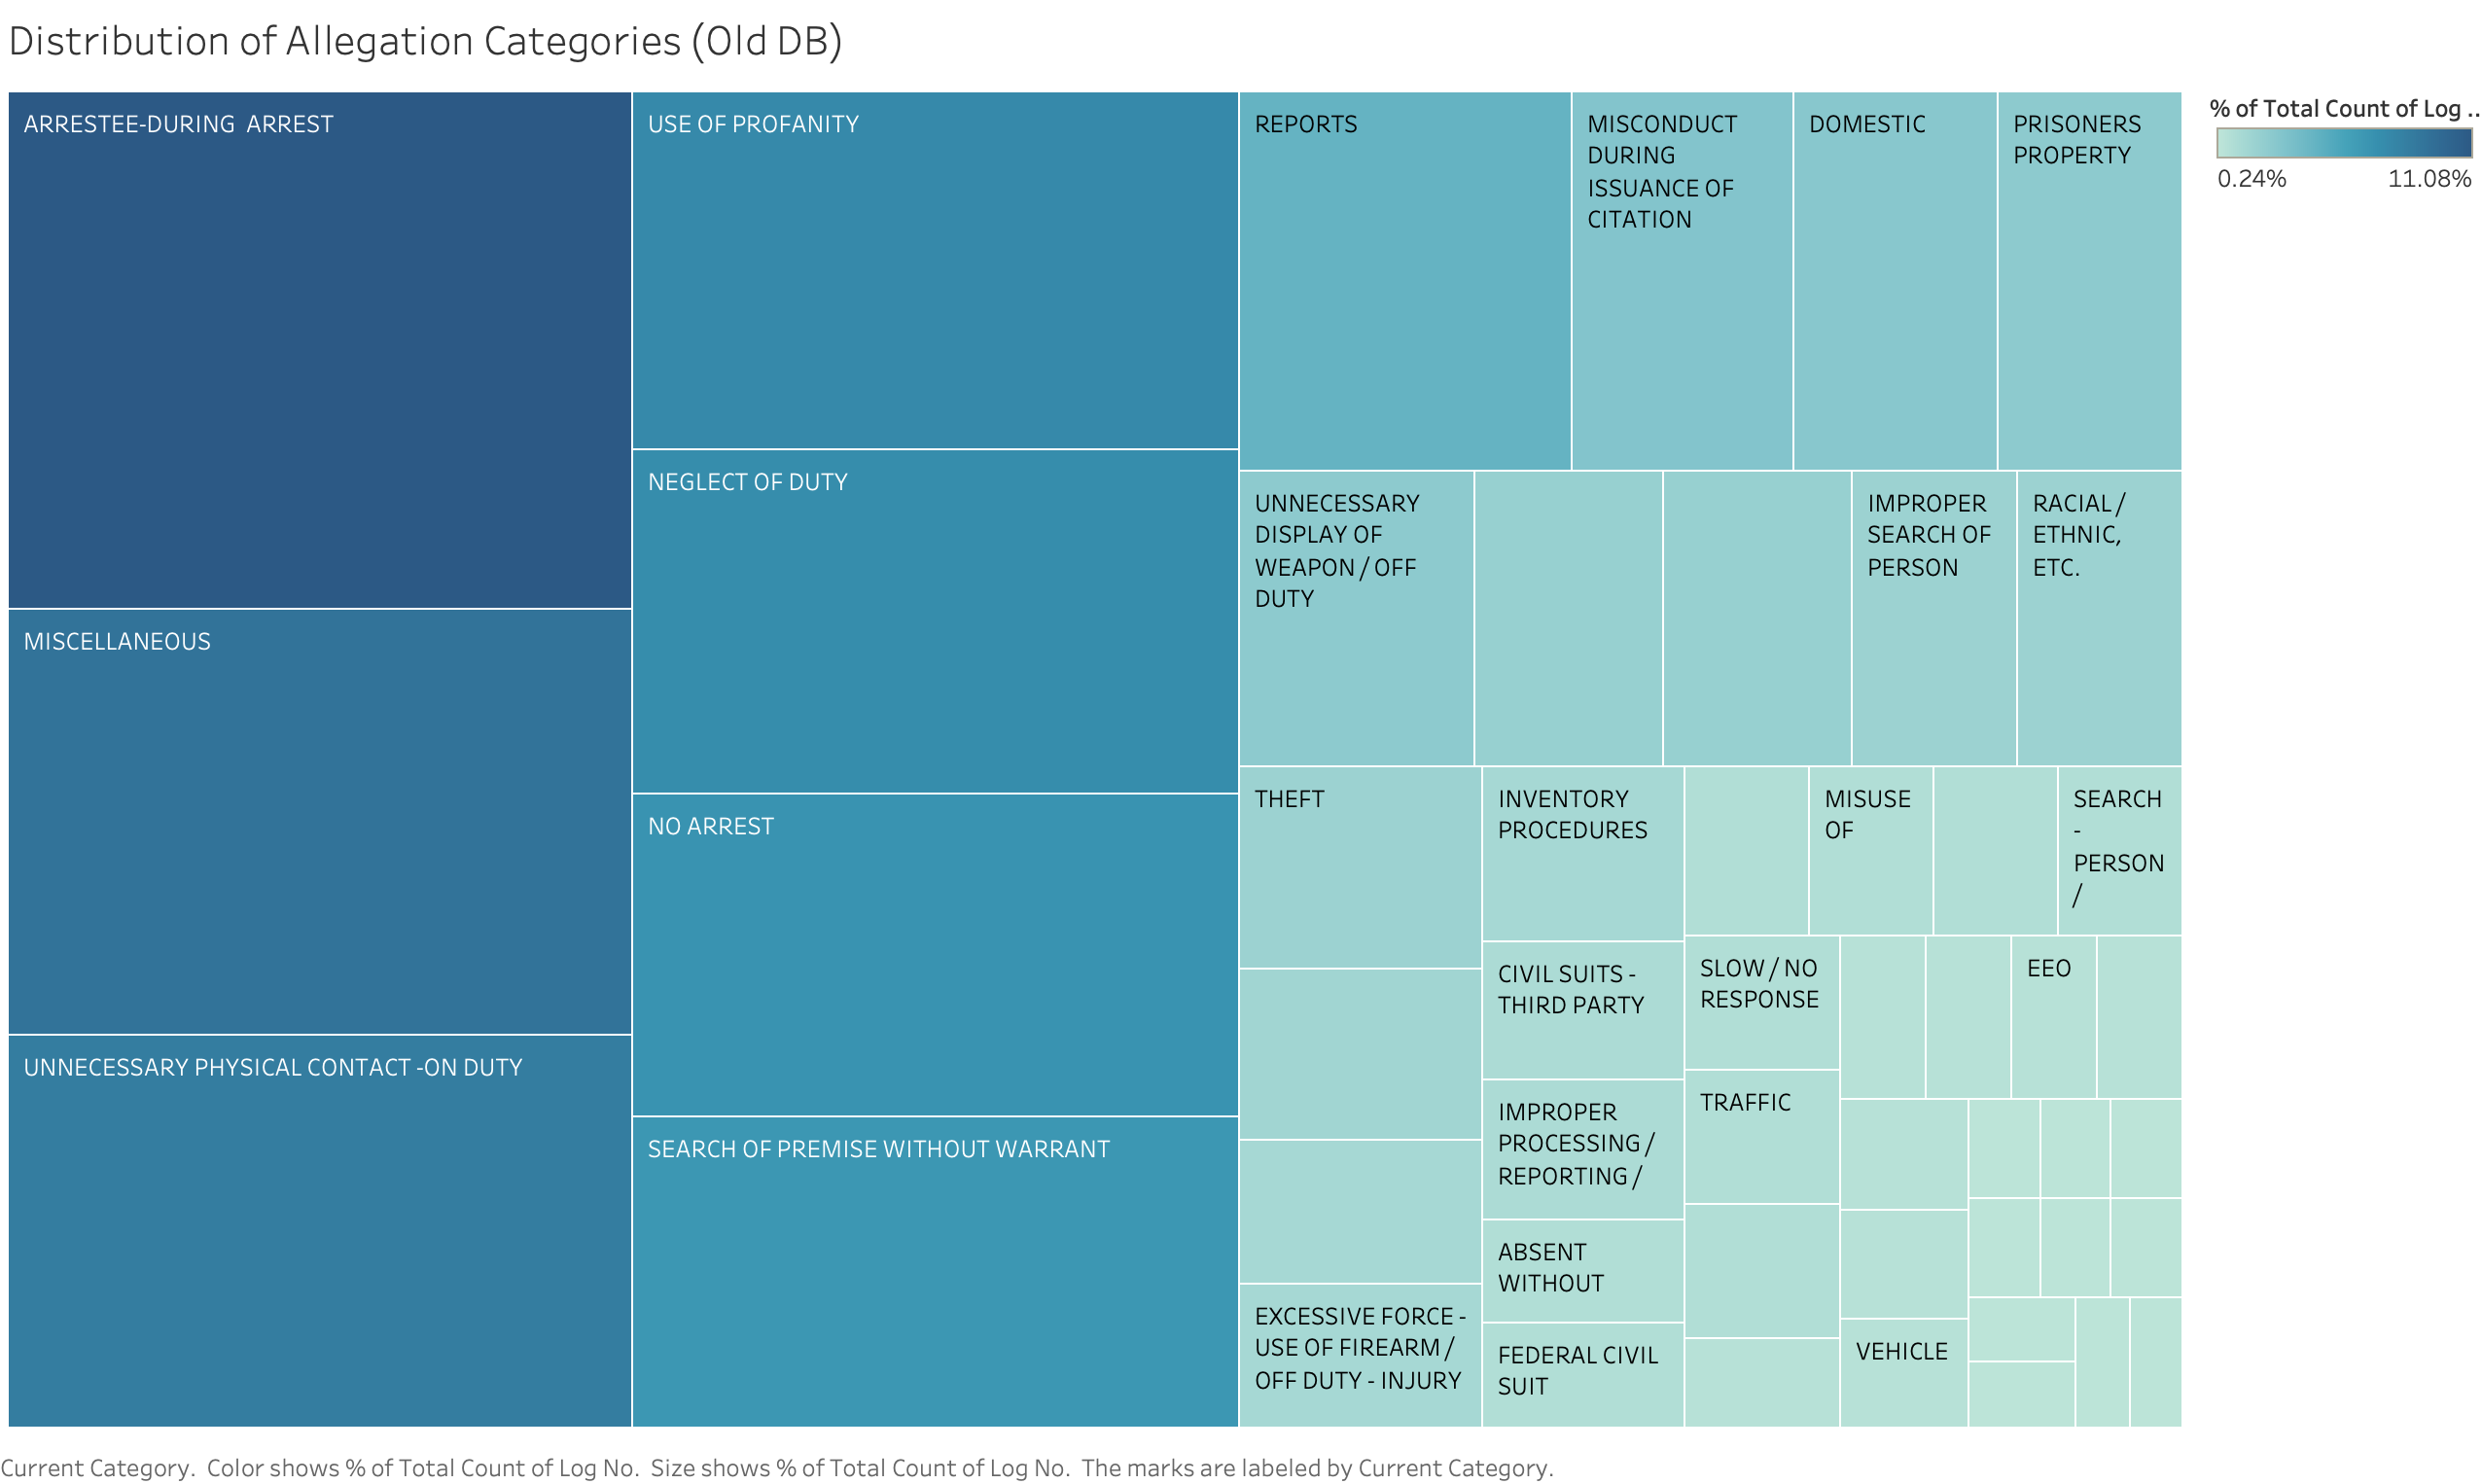 Distribution of Allegation Categories (Old DB)
ARRESTEE-DURING  ARREST
MISCELLANEOUS
UNNECESSARY PHYSICAL CONTACT -ON DUTY
USE OF PROFANITY
NEGLECT OF DUTY
NO ARREST
SEARCH OF PREMISE WITHOUT WARRANT
REPORTS
MISCONDUCT
DURING
ISSUANCE OF
CITATION
DOMESTIC
PRISONERS
PROPERTY
UNNECESSARY
DISPLAY OF
WEAPON / OFF
DUTY
IMPROPER
SEARCH OF
PERSON
RACIAL /
ETHNIC,
ETC.
THEFT
EXCESSIVE FORCE -
USE OF FIREARM /
OFF DUTY - INJURY
INVENTORY
PROCEDURES
CIVIL SUITS -
THIRD PARTY
IMPROPER
PROCESSING /
REPORTING /
ABSENT
WITHOUT
FEDERAL CIVIL
SUIT
MISUSE
OF
SEARCH
-
PERSON
/
SLOW / NO
RESPONSE
TRAFFIC
EEO
VEHICLE
% of Total Count of Log ..
0.24%
11.08%
Current Category.  Color shows % of Total Count of Log No.  Size shows % of Total Count of Log No.  The marks are labeled by Current Category.